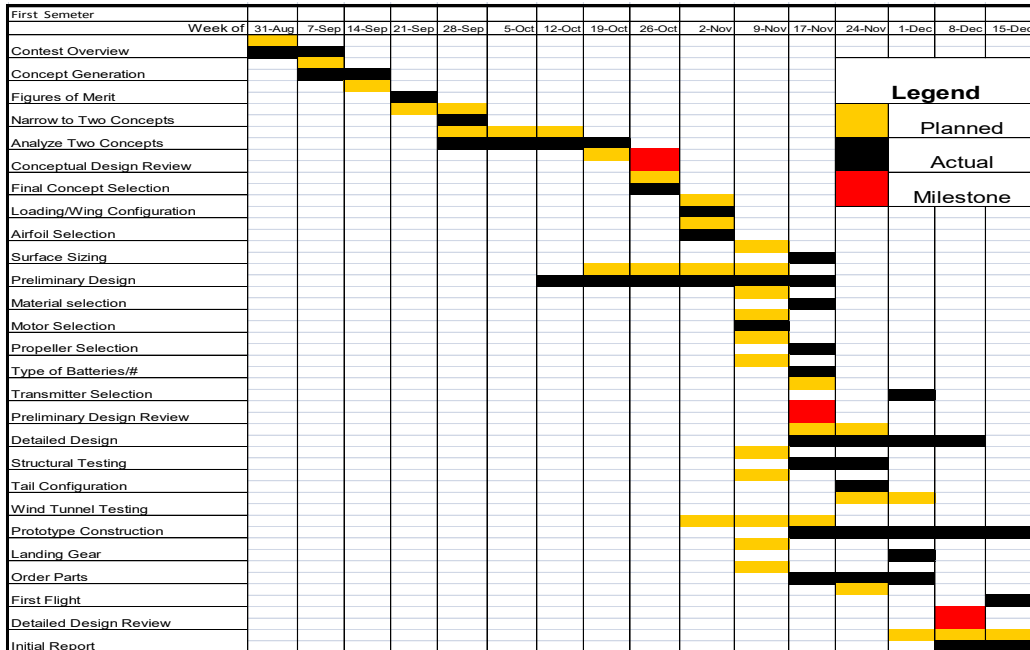 First Semeter
Week of 31-Aug 7-Sep 14-Sep 21-Sep 28-Sep 5-Oct 12-Oct 19-Oct 26-Oct 2-Nov 9-Nov 17-Nov 24-Nov 1-Dec 8-Dec 15-Dec
Contest Overview
Concept Generation
Legend
Figures of Merit
Narrow to Two Concepts
Planned
Analyze Two Concepts
Actual
Conceptual Design Review
Final Concept Selection
Milestone
Loading/Wing Configuration
Airfoil Selection
Surface Sizing
Preliminary Design
Material selection
Motor Selection
Propeller Selection
Type of Batteries/#
Transmitter Selection
Preliminary Design Review
Detailed Design
Structural Testing
Tail Configuration
Wind Tunnel Testing
Prototype Construction
Landing Gear
Order Parts
First Flight
Detailed Design Review
Initial Report